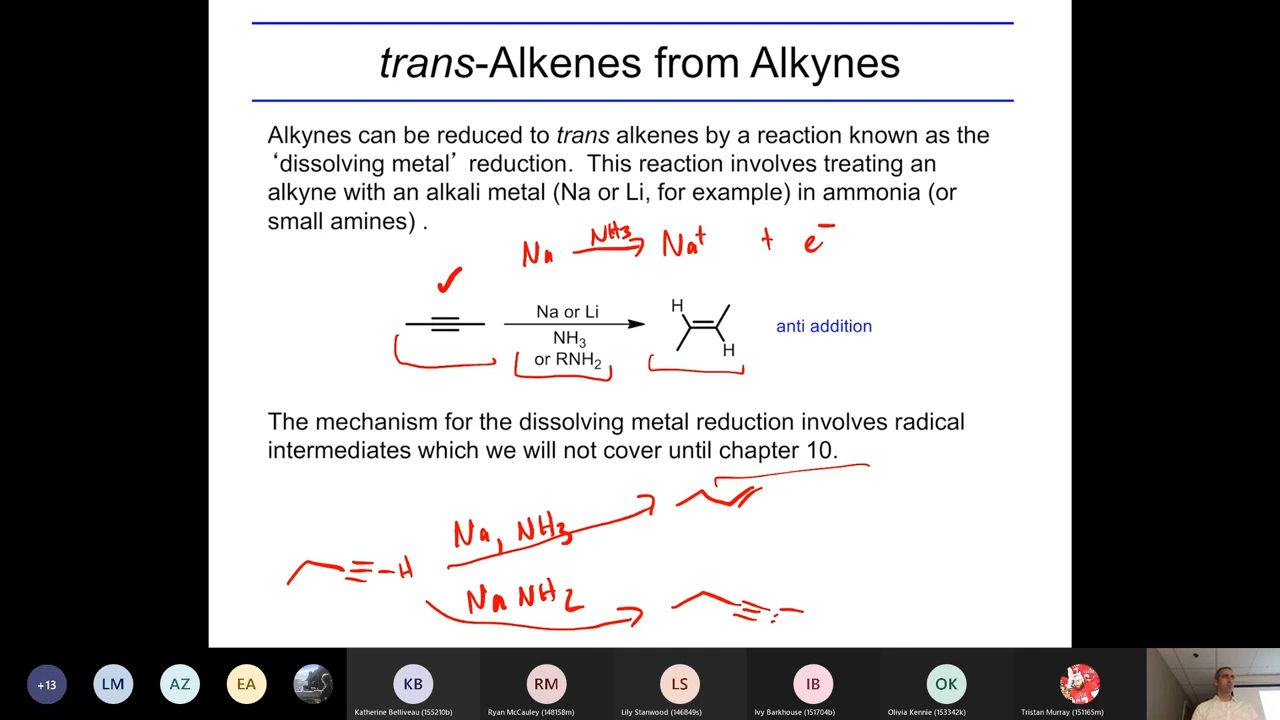 trans-Alkenes from Alkynes
Alkynes can be reduced to trans alkenes by a reaction known as the
‘dissolving metal’ reduction. This reaction involves treating an
alkyne with an alkali metal (Na or Li, for example) in ammonia (or
small amines) .
Na NH3 Na+ + e−
Na or Li
NH3
or RNH2
H
H
anti addition
The mechanism for the dissolving metal reduction involves radical
intermediates which we will not cover until chapter 10.
Na, NH3
H
NaNH2
+13
LM
AZ
EA
KB
RM
LS
IB
OK
Katherine Belliveau (155210b)
Ryan McCauley (148158m)
Lily Stanwood (146849s)
Ivy Barkhouse (151704b)
Olivia Kennie (153342k)
Tristan Murray (151165m)